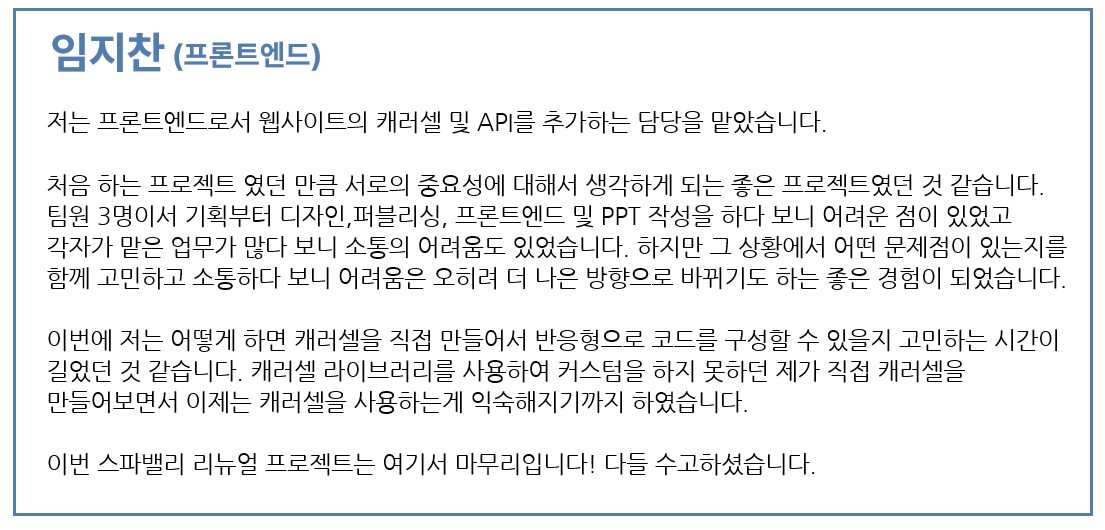 임지찬 (프론트엔드)
저는 프론트엔드로서 웹사이트의 캐러셀 및 API를 추가하는 담당을 맡았습니다.
처음 하는 프로젝트 였던 만큼 서로의 중요성에 대해서 생각하게 되는 좋은 프로젝트였던 것 같습니다.
팀원 3명이서 기획부터 디자인,퍼블리싱, 프론트엔드 및 PPT 작성을 하다 보니 어려운 점이 있었고
각자가 맡은 업무가 많다 보니 소통의 어려움도 있었습니다. 하지만 그 상황에서 어떤 문제점이 있는지를
함께 고민하고 소통하다 보니 어려움은 오히려 더 나은 방향으로 바뀌기도 하는 좋은 경험이 되었습니다.
이번에 저는 어떻게 하면 캐러셀을 직접 만들어서 반응형으로 코드를 구성할 수 있을지 고민하는 시간이
길었던 것 같습니다. 캐러셀 라이브러리를 사용하여 커스텀을 하지 못하던 제가 직접 캐러셀을
만들어보면서 이제는 캐러셀을 사용하는게 익숙해지기까지 하였습니다.
이번 스파밸리 리뉴얼 프로젝트는 여기서 마무리입니다! 다들 수고하셨습니다.